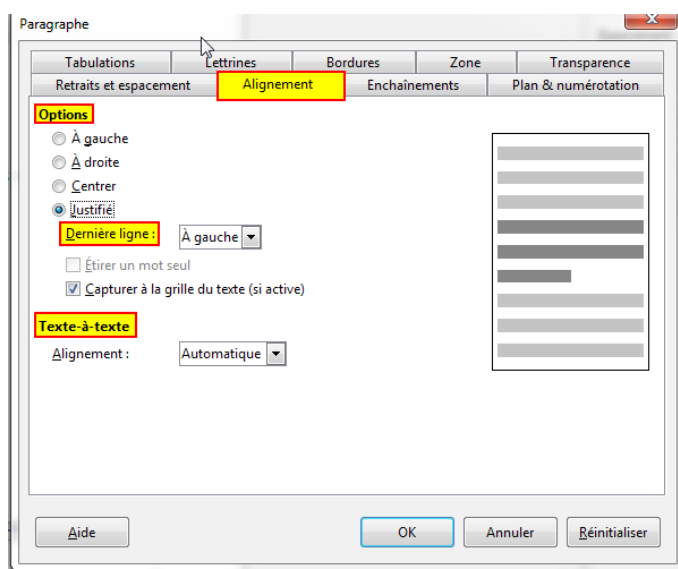 Paragraphe
Tabulations Lettrines Bordures Zone Transparence
Retraits et espacement Alignement Enchaînements Plan & numérotation
Options
À gauche
À droite
Centrer
Justifié
Dernière ligne : À gauche
Étirer un mot seul
Capturer à la grille du texte (si active)
Texte-à-texte
Alignement : Automatique
Aide OK Annuler Réinitialiser